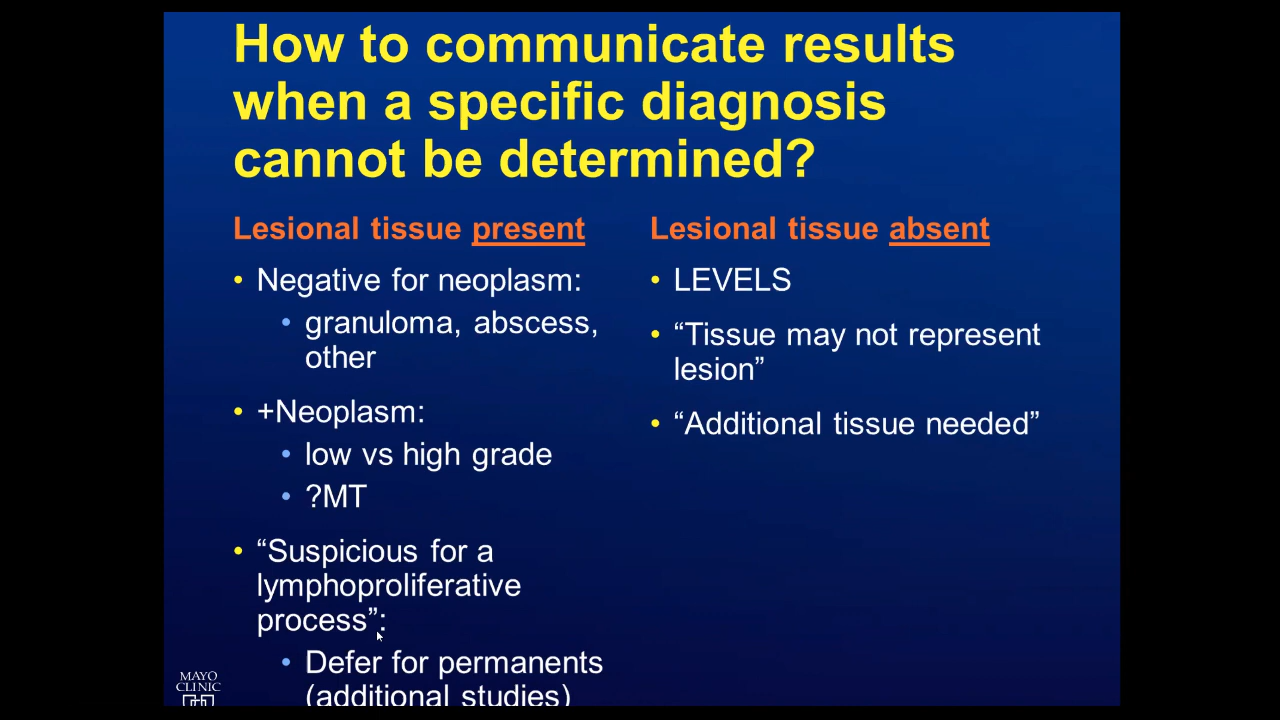 How to communicate results
when a specific diagnosis
cannot be determined?
Lesional tissue present
• Negative for neoplasm:
• granuloma, abscess,
other
• +Neoplasm:
• low vs high grade
• ?MT
• “Suspicious for a
lymphoproliferative
process”:
• Defer for permanents
(additional studies)
Lesional tissue absent
• LEVELS
• “Tissue may not represent
lesion”
• “Additional tissue needed”
MAYO
CLINIC